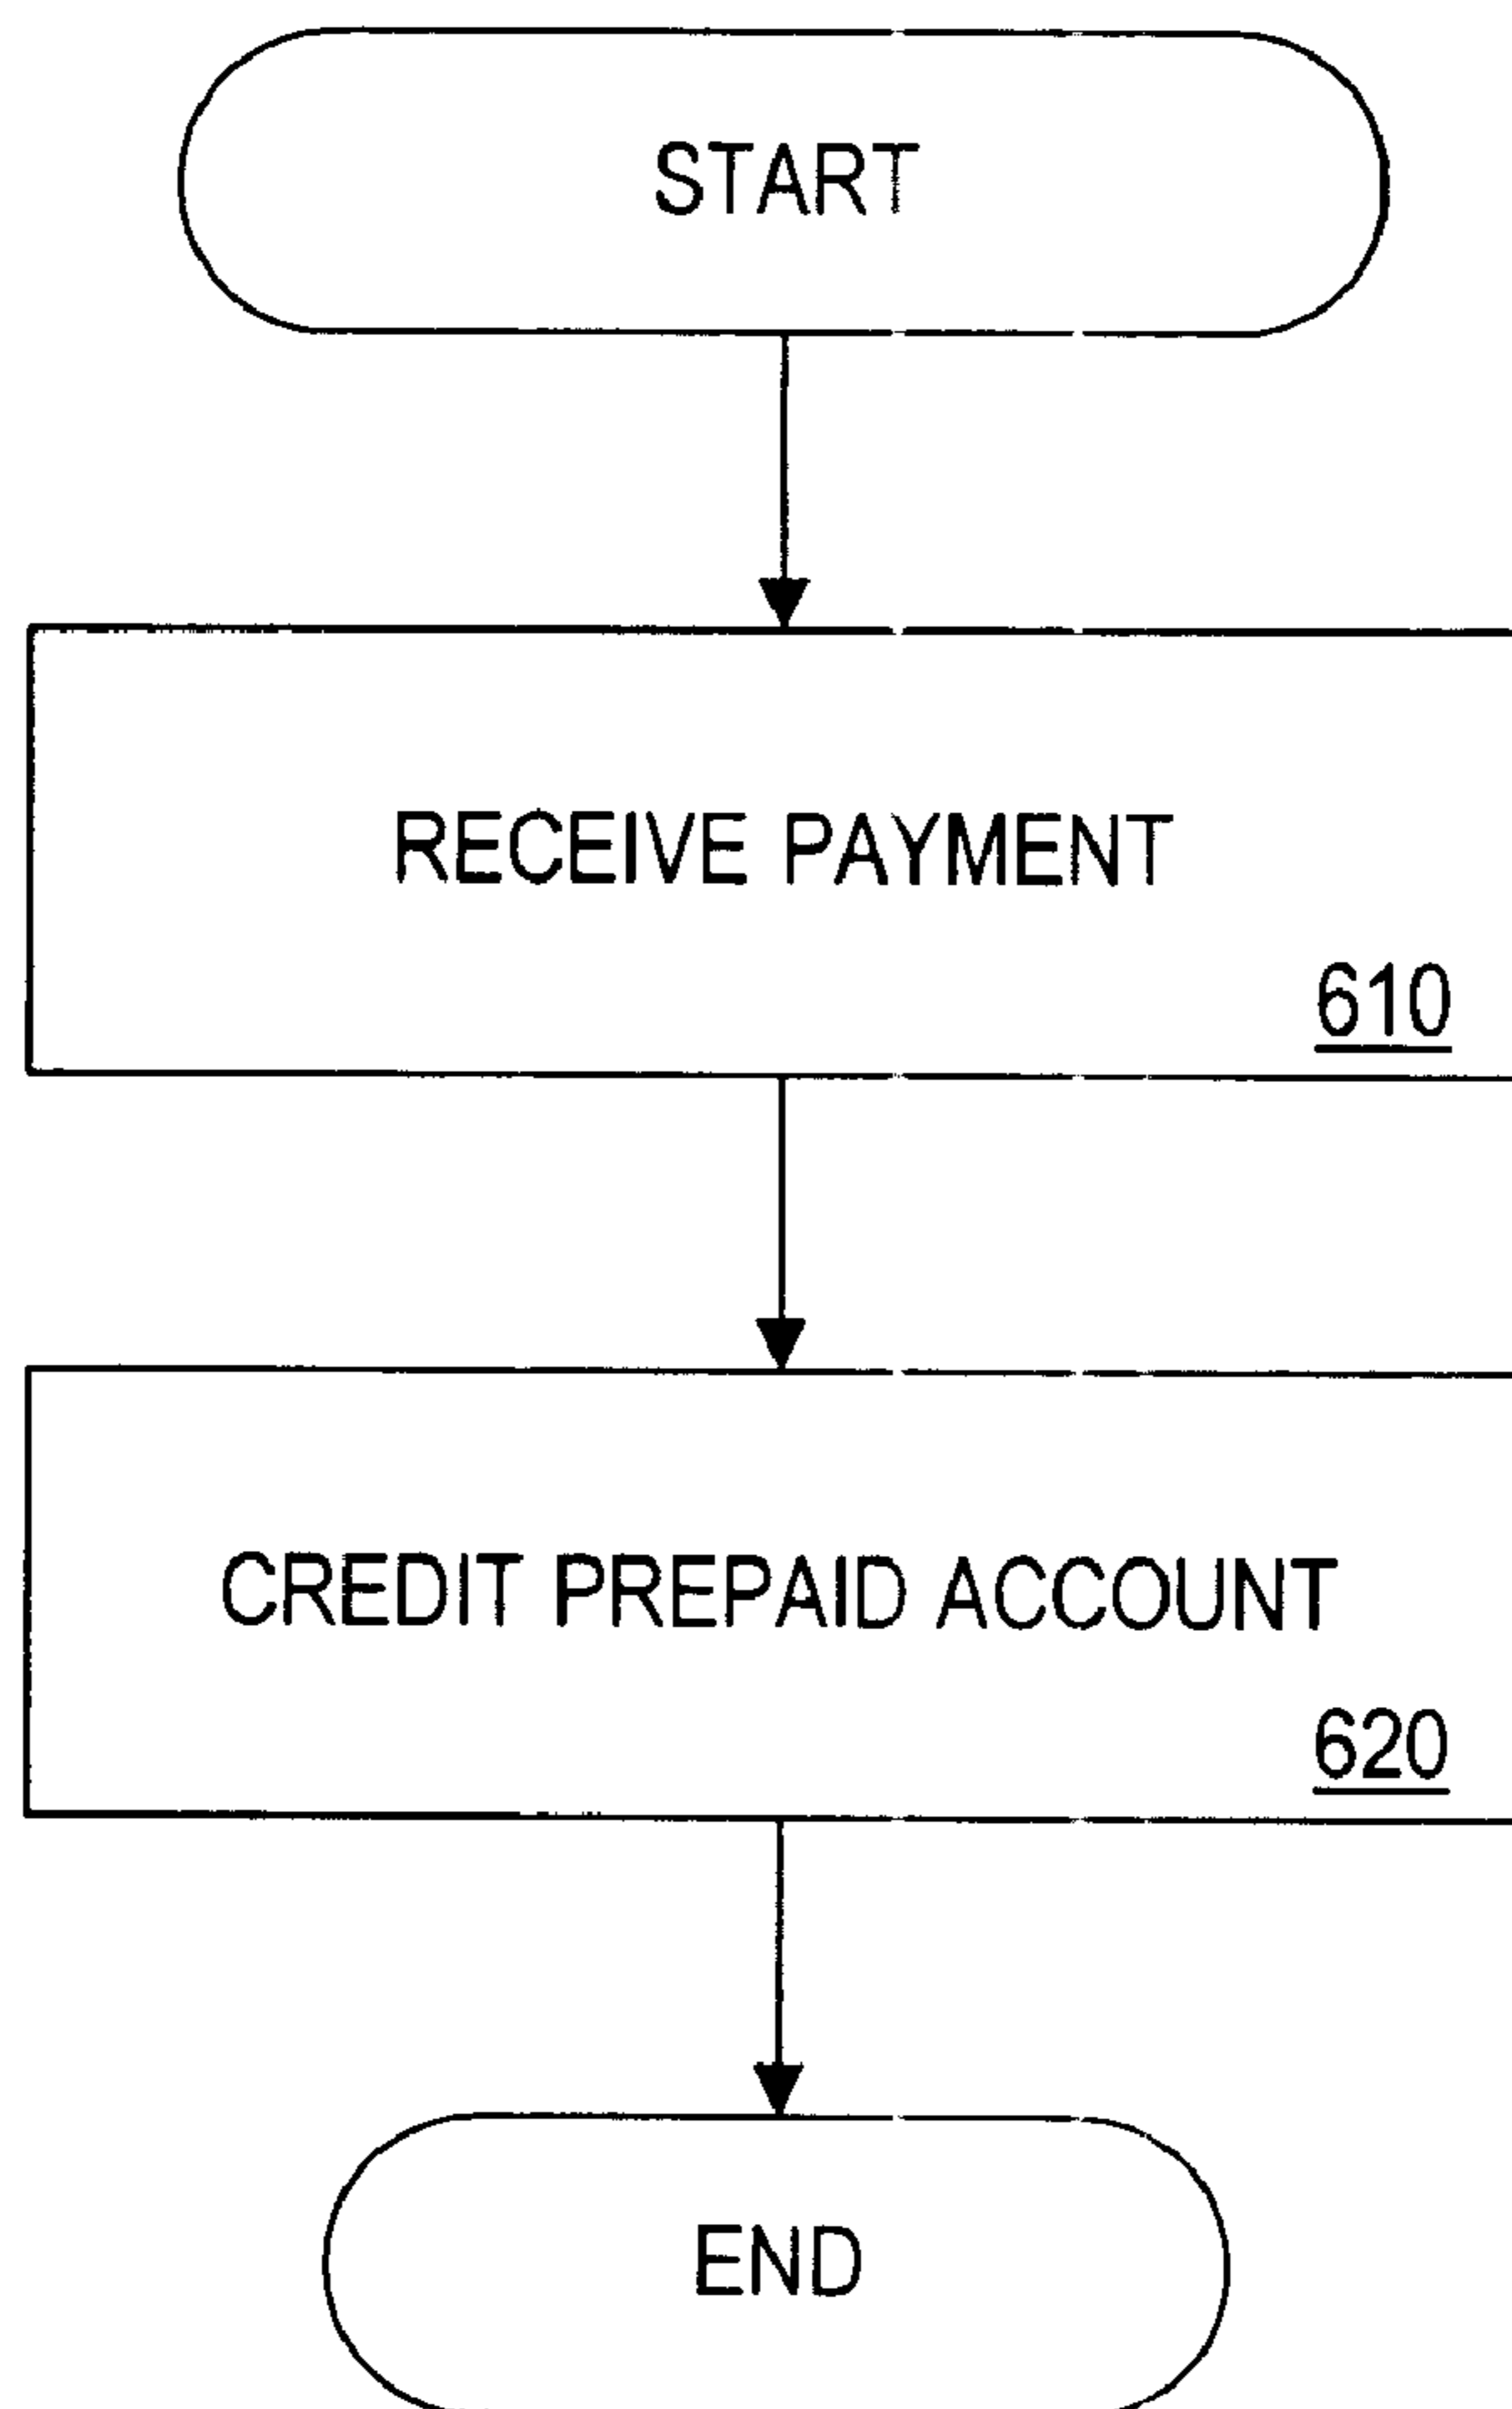 START
RECEIVE PAYMENT
610
CREDIT PREPAID ACCOUNT
620
END